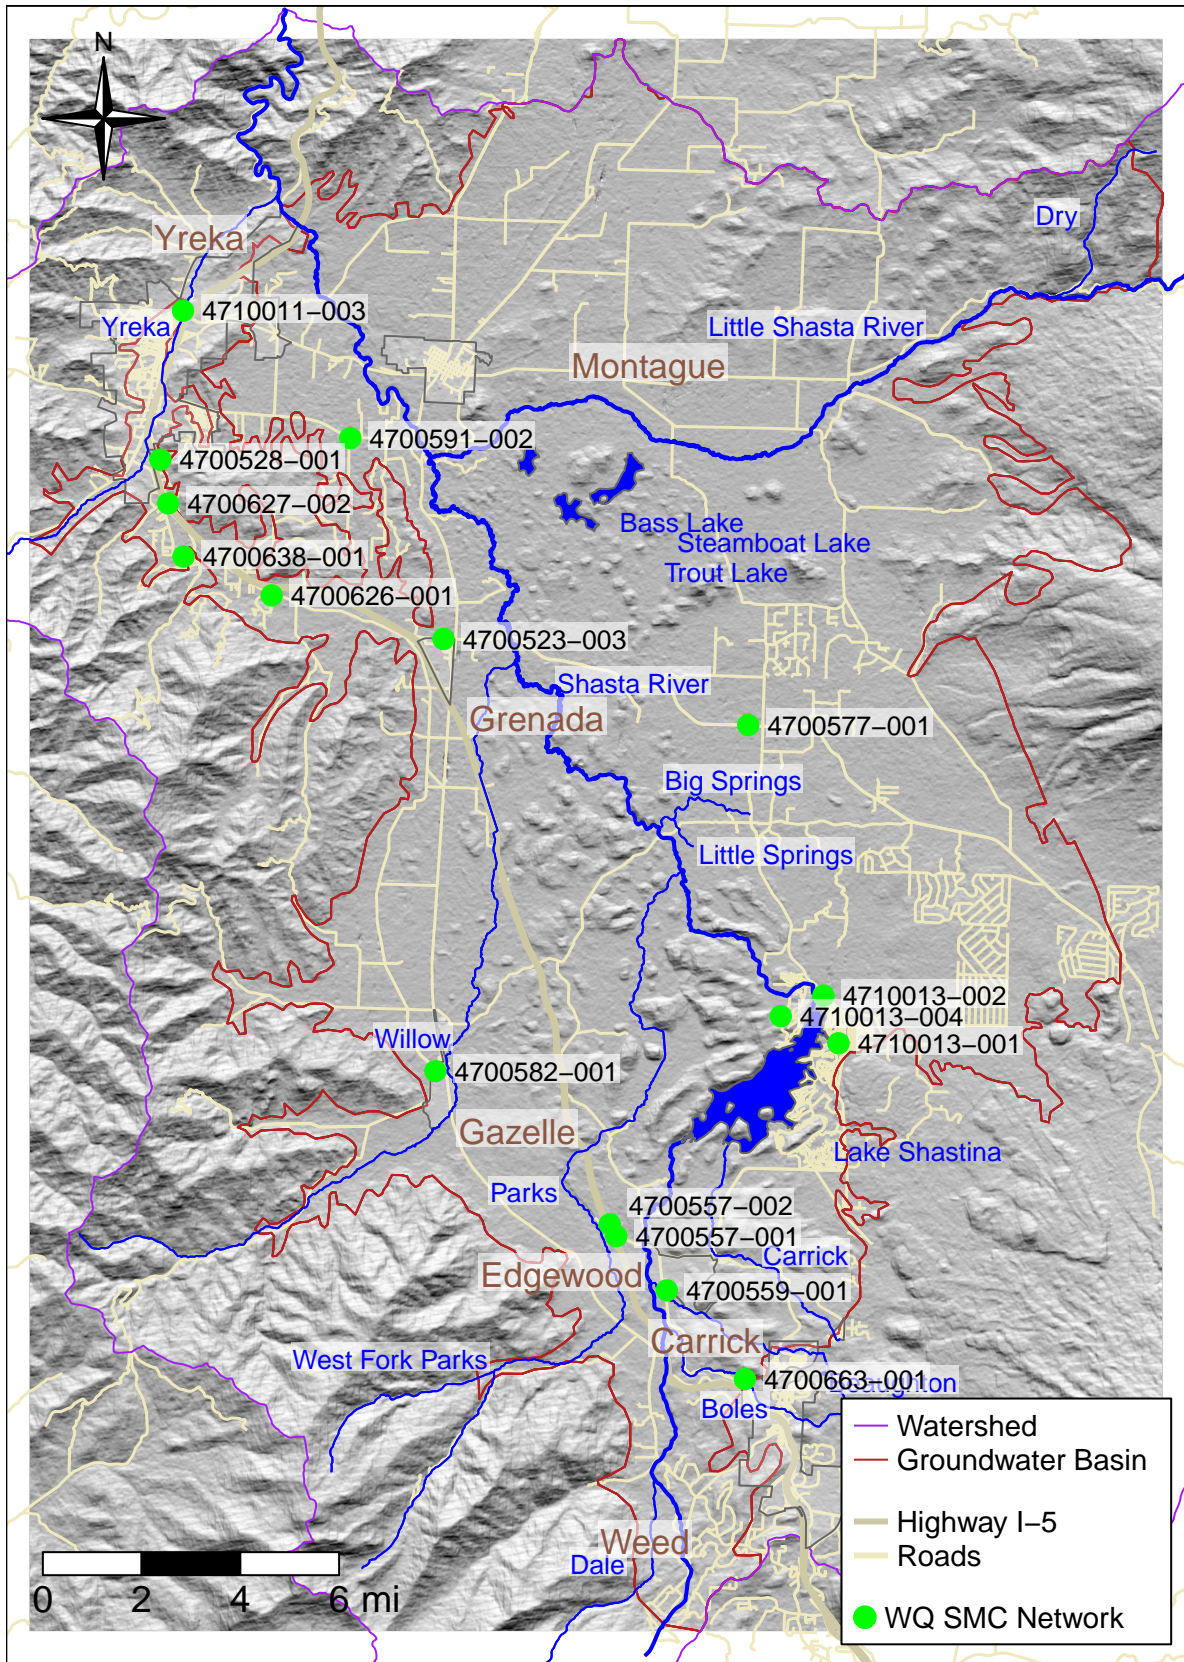 N
Dry
Yreka
4710011−003
Yreka
Little Shasta River
Montague
4700591−002
4700528−001
4700627−002
Bass Lake
Steamboat Lake
Trout Lake
4700638−001
4700626−001
4700523−003
Shasta River
Grenada
4700577−001
Big Springs
Little Springs
4710013−002
4710013−004
4710013−001
Willow
4700582−001
Gazelle
Lake Shastina
Parks
4700557−002
4700557−001
Carrick
Edgewood
4700559−001
Carrick
West Fork Parks
4700663−001
Boles
Watershed
Groundwater Basin
Highway I−5
Roads
WQ SMC Network
Weed
Dale
0 2 4 6 mi